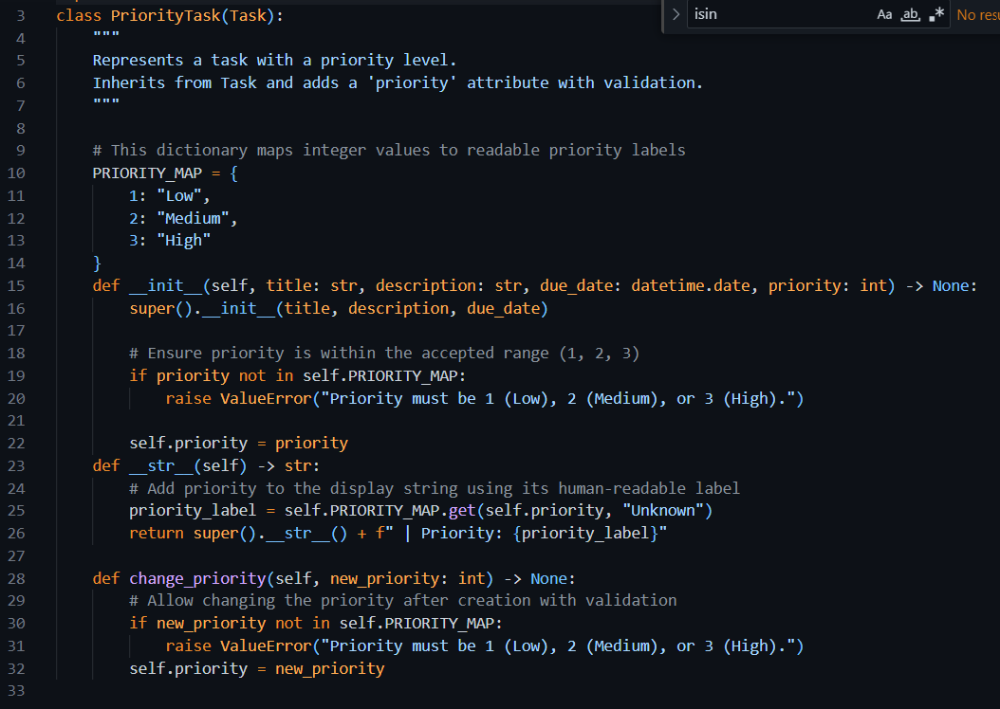 isin Aa ab .* No resu
3 class PriorityTask(Task):
4     """
5     Represents a task with a priority level.
6     Inherits from Task and adds a 'priority' attribute with validation.
7     """
8
9     # This dictionary maps integer values to readable priority labels
10     PRIORITY_MAP = {
11         1: "Low",
12         2: "Medium",
13         3: "High"
14     }
15     def __init__(self, title: str, description: str, due_date: datetime.date, priority: int) -> None:
16         super().__init__(title, description, due_date)
17
18         # Ensure priority is within the accepted range (1, 2, 3)
19         if priority not in self.PRIORITY_MAP:
20             raise ValueError("Priority must be 1 (Low), 2 (Medium), or 3 (High).")
21
22         self.priority = priority
23     def __str__(self) -> str:
24         # Add priority to the display string using its human-readable label
25         priority_label = self.PRIORITY_MAP.get(self.priority, "Unknown")
26         return super().__str__() + f" | Priority: {priority_label}"
27
28     def change_priority(self, new_priority: int) -> None:
29         # Allow changing the priority after creation with validation
30         if new_priority not in self.PRIORITY_MAP:
31             raise ValueError("Priority must be 1 (Low), 2 (Medium), or 3 (High).")
32         self.priority = new_priority
33